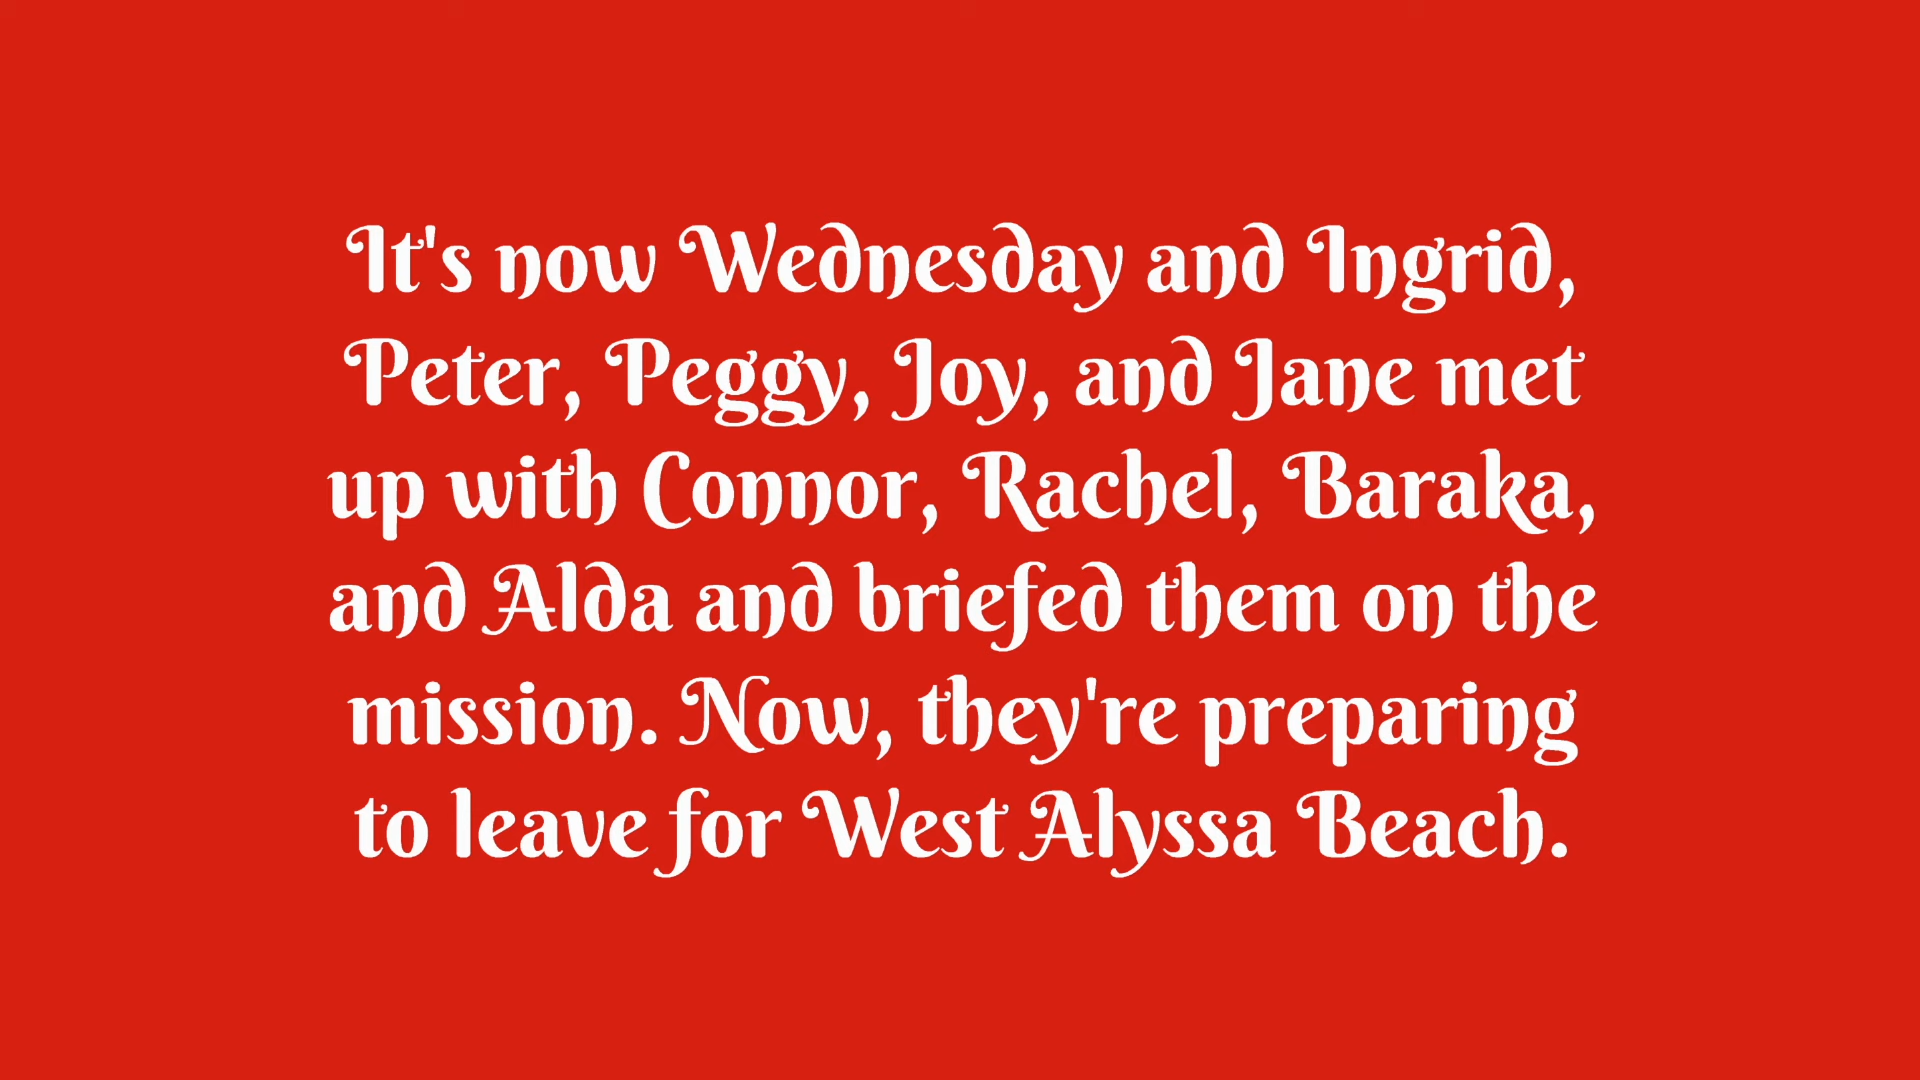 It's now Wednesday and Ingrid,
Peter, Peggy, Joy, and Jane met
up with Connor, Rachel, Baraka,
and Alda and briefed them on the
mission. Now, they're preparing
to leave for West Alyssa Beach.